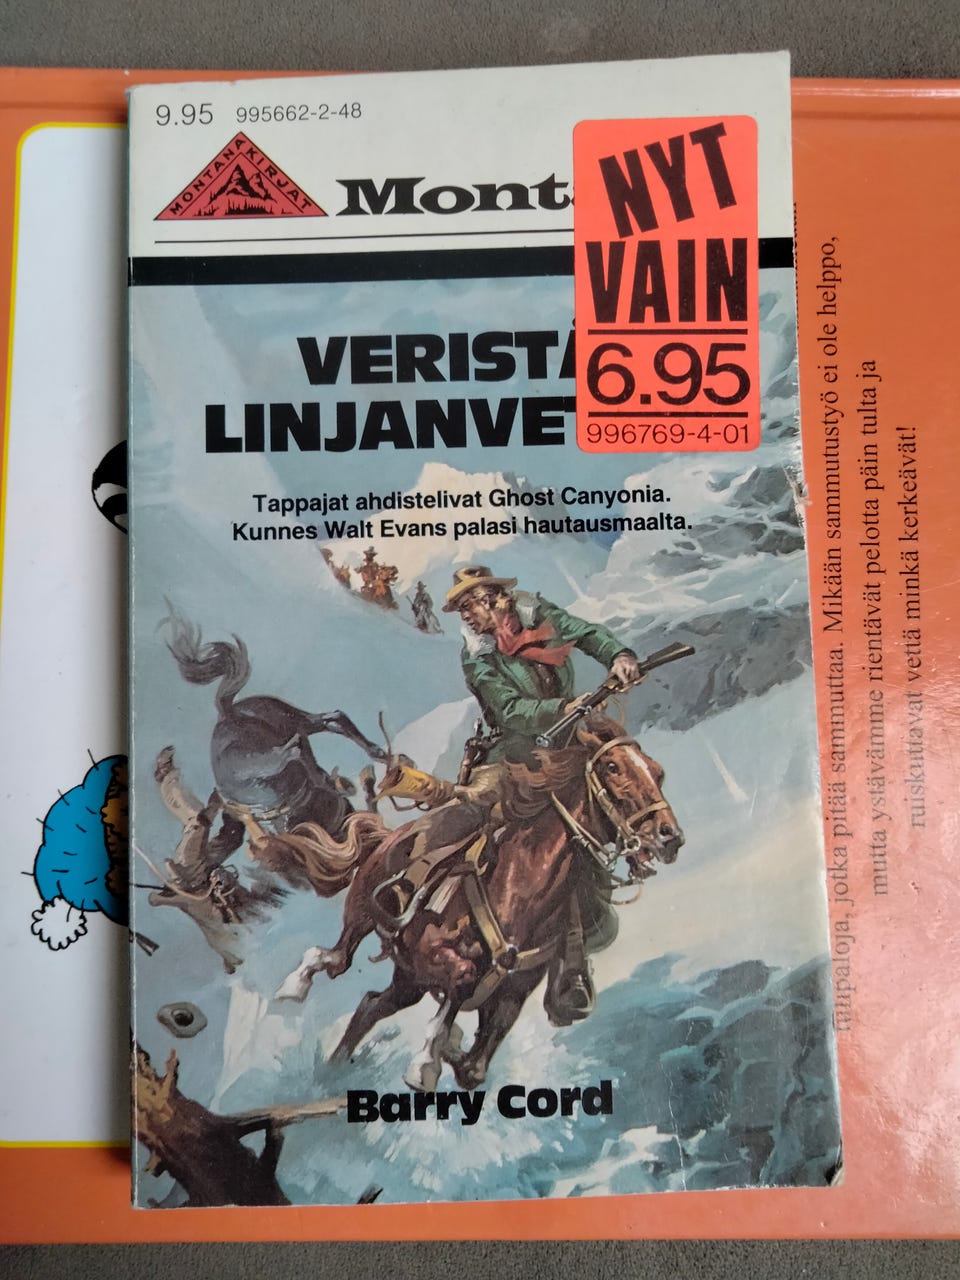 9.95 995662-2-48
MONTANA KIRJAT
Mont
NYT
VAIN
6.95
996769-4-01
VERISTÄ
LINJANVE
Tappajat ahdistelivat Ghost Canyonia.
Kunnes Walt Evans palasi hautausmaalta.
Barry Cord
jotka pitää sammuttaa. Mikään sammutustyö ei ole helppo,
mutta ystävämme rientävät pelotta päin tulta ja
ruiskuttavat vettä minkä kerkeävät!